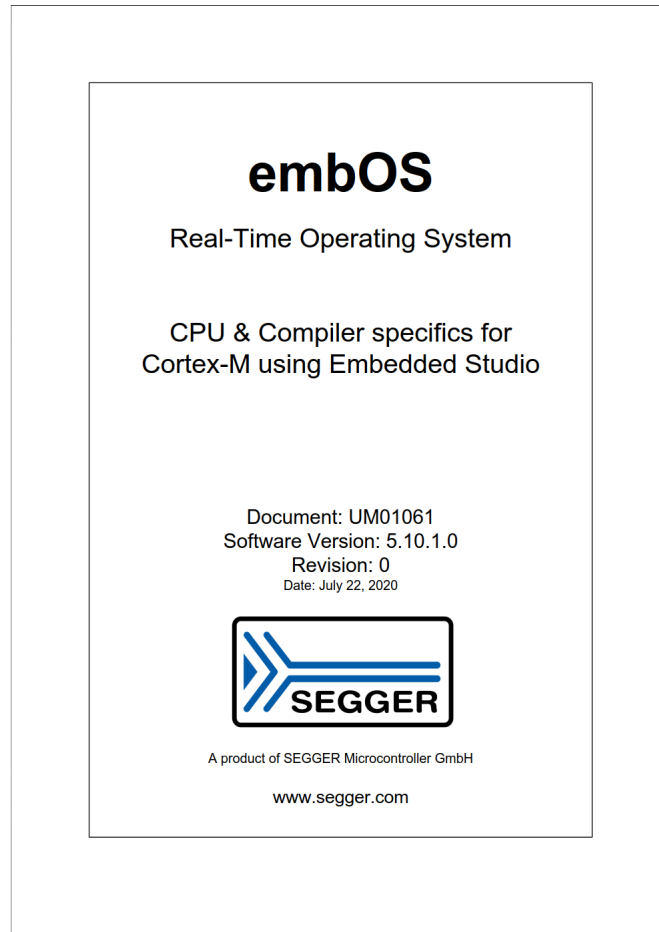 embOS
Real-Time Operating System
CPU & Compiler specifics for
Cortex-M using Embedded Studio
Document: UM01061
Software Version: 5.10.1.0
Revision: 0
Date: July 22, 2020
SEGGER
A product of SEGGER Microcontroller GmbH
www.segger.com